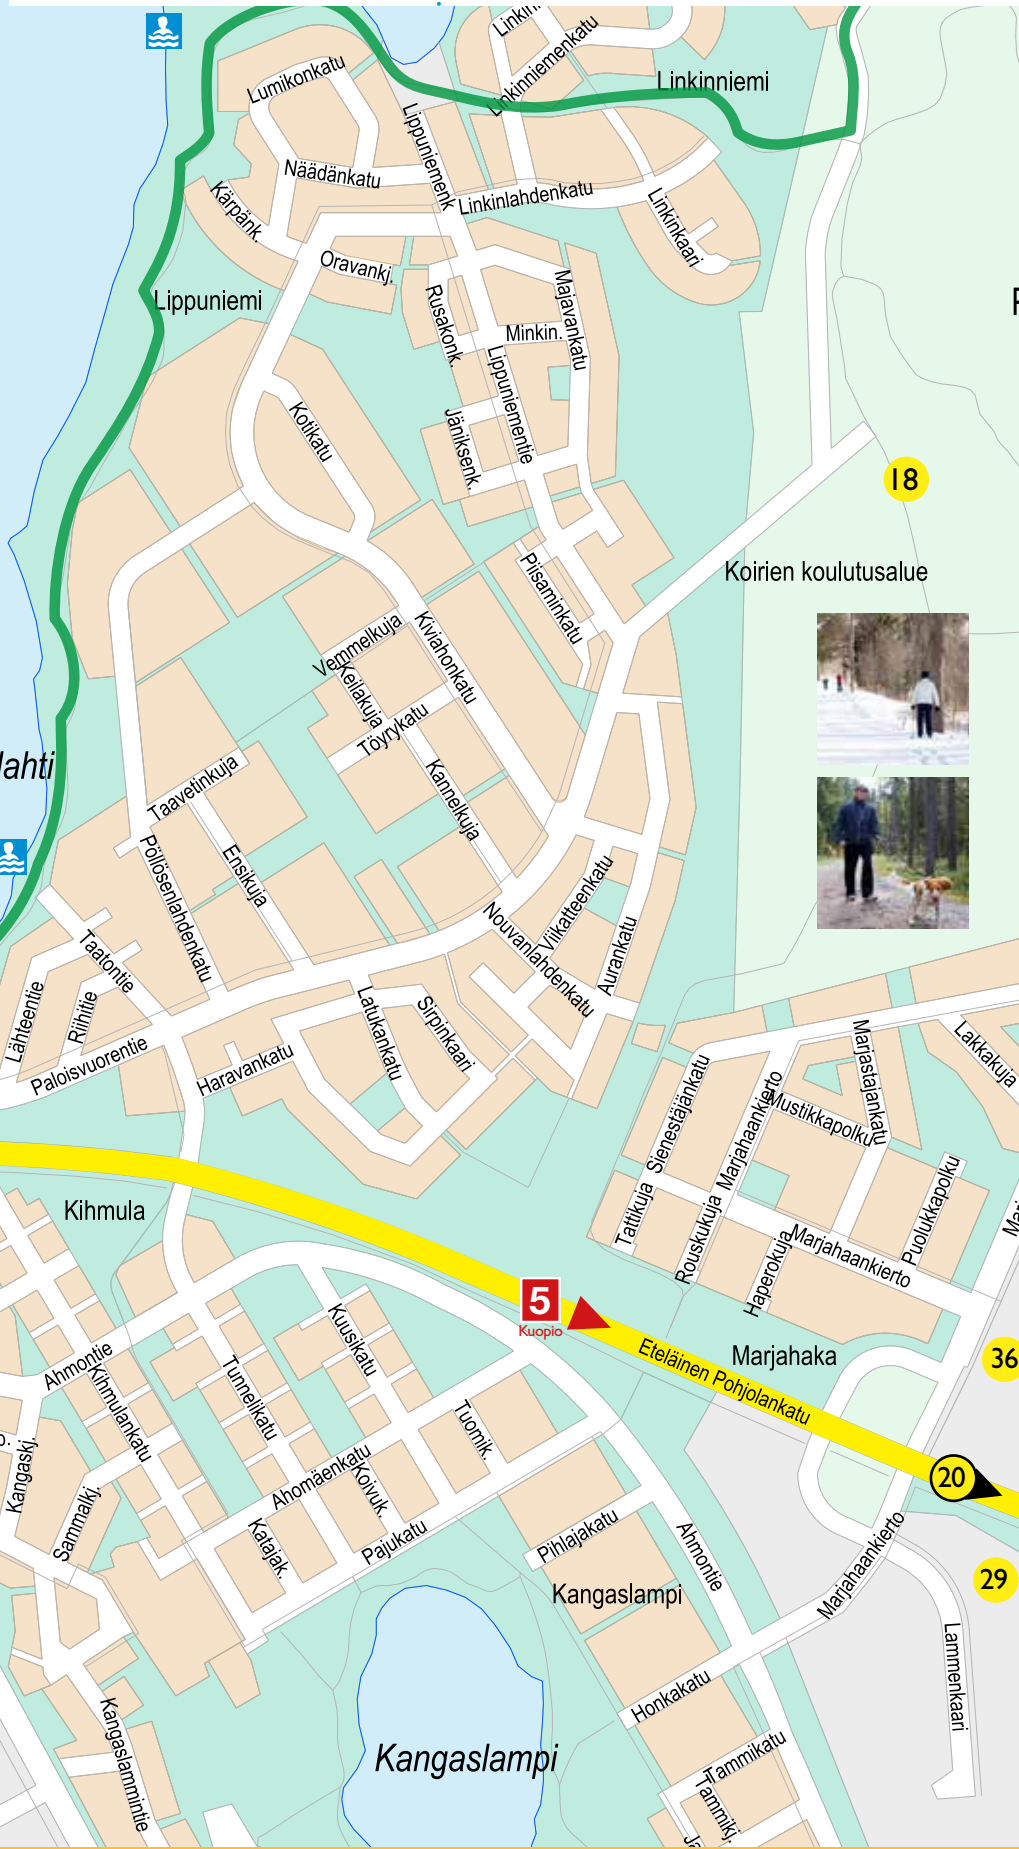 Linkinniemenkatu
Linkinniemi
Lumikonkatu
Lippuniemenk
Näädänkatu
Kärpänk.
Linkinlahdenkatu
Linkinkaari
Oravankj.
Lippuniemi
Rusakonk.
Majavankatu
Minkin.
Lippuniementie
Kotikatu
Jäniksenk.
18
Koirien koulutusalue
Piisaminkatu
Vemmelkuja
Kiviahonkatu
Keilakuja
Töyrykatu
lahti
Taavetinkuja
Kannelkuja
Pöllösenlahdenkatu
Ensikuja
Viikatteenkatu
Nouvanlahdenkatu
Aurankatu
Taatontie
Lähteentie
Riihitie
Latukankatu
Sirpinkaari
Paloisvuorentie
Haravankatu
Marjastajankatu
Lakkakuja
Sienestäjänkatu
Marjahaankierto
Mustikkapolku
Puolukkapolku
Kihmula
Tattikuja
Rouskukuja
Haperokuja
Marjahaankierto
5
Kuopio
Eteläinen Pohjolankatu
Marjahaka
36
Kuusikatu
Ahmontie
Kihmulankatu
Tunnelikatu
Tuomik.
Kangaskj.
Ahomäenkatu
Koivuk.
Sammalkj.
Katajak.
Pajukatu
20
Pihlajakatu
Ahmontie
Marjahaankierto
29
Kangaslampi
Lammenkaari
Honkakatu
Kangaslammintie
Kangaslampi
Tammikatu
Tammikj.